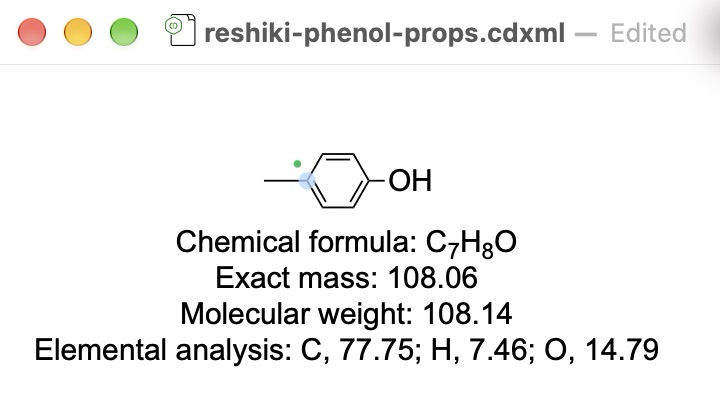 reshiki-phenol-props.cdxml — Edited
OH
Chemical formula: C₇H₈O
Exact mass: 108.06
Molecular weight: 108.14
Elemental analysis: C, 77.75; H, 7.46; O, 14.79